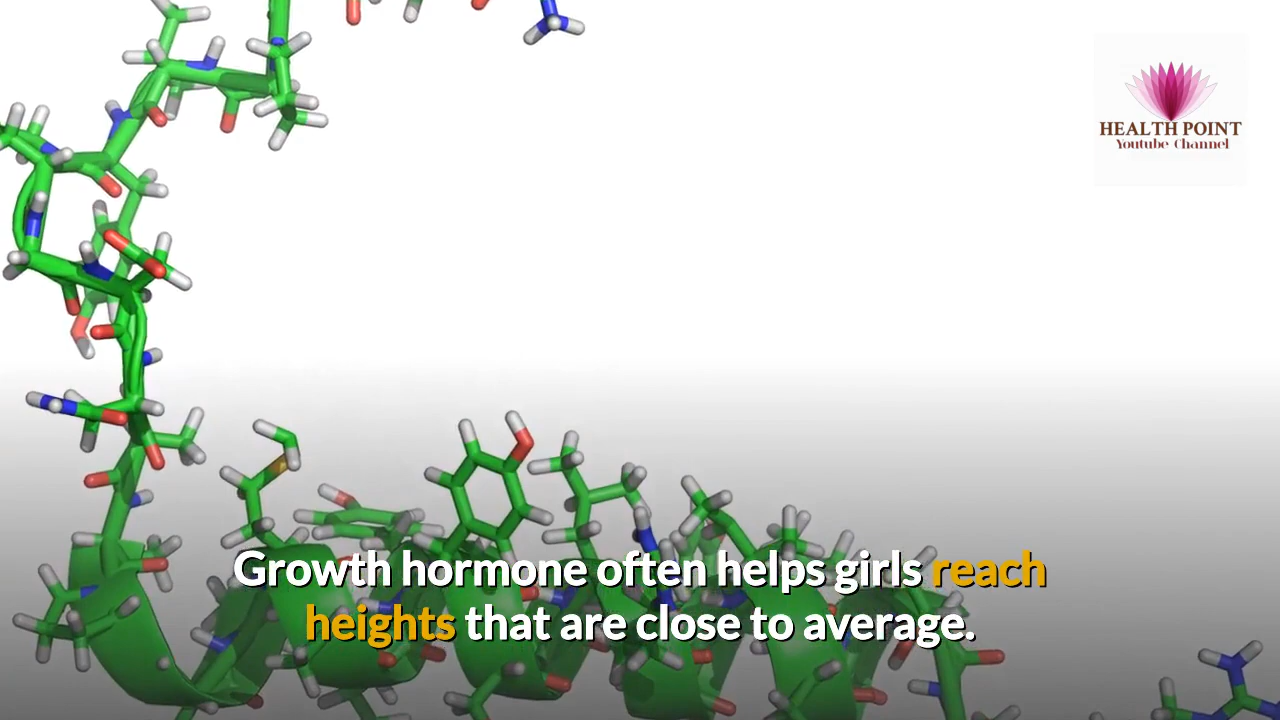 HEALTH POINT
Youtube Channel
Growth hormone often helps girls reach
heights that are close to average.